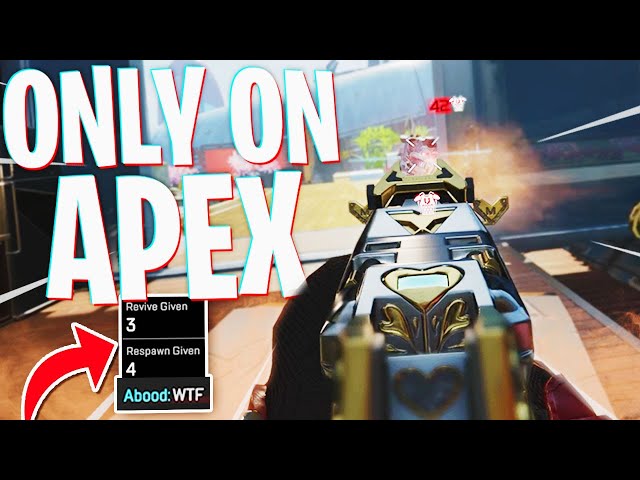 ONLY ON
APEX
42
Revive Given
3
Respawn Given
4
Abood: WTF